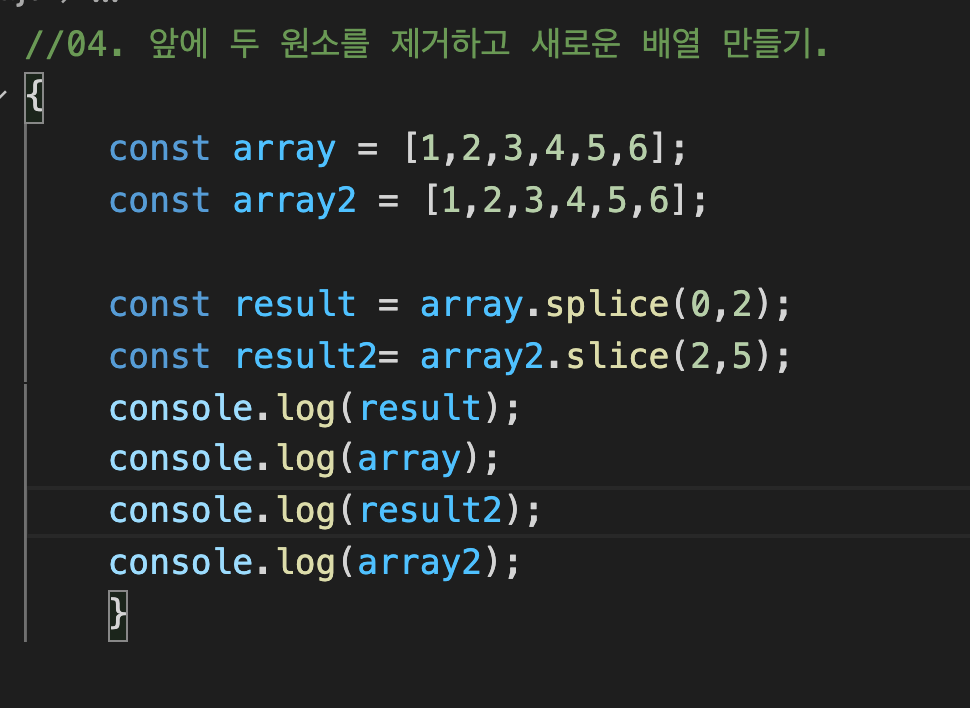 //04. 앞에 두 원소를 제거하고 새로운 배열 만들기.
{
const array = [1,2,3,4,5,6];
const array2 = [1,2,3,4,5,6];
const result = array.splice(0,2);
const result2= array2.slice(2,5);
console.log(result);
console.log(array);
console.log(result2);
console.log(array2);
}